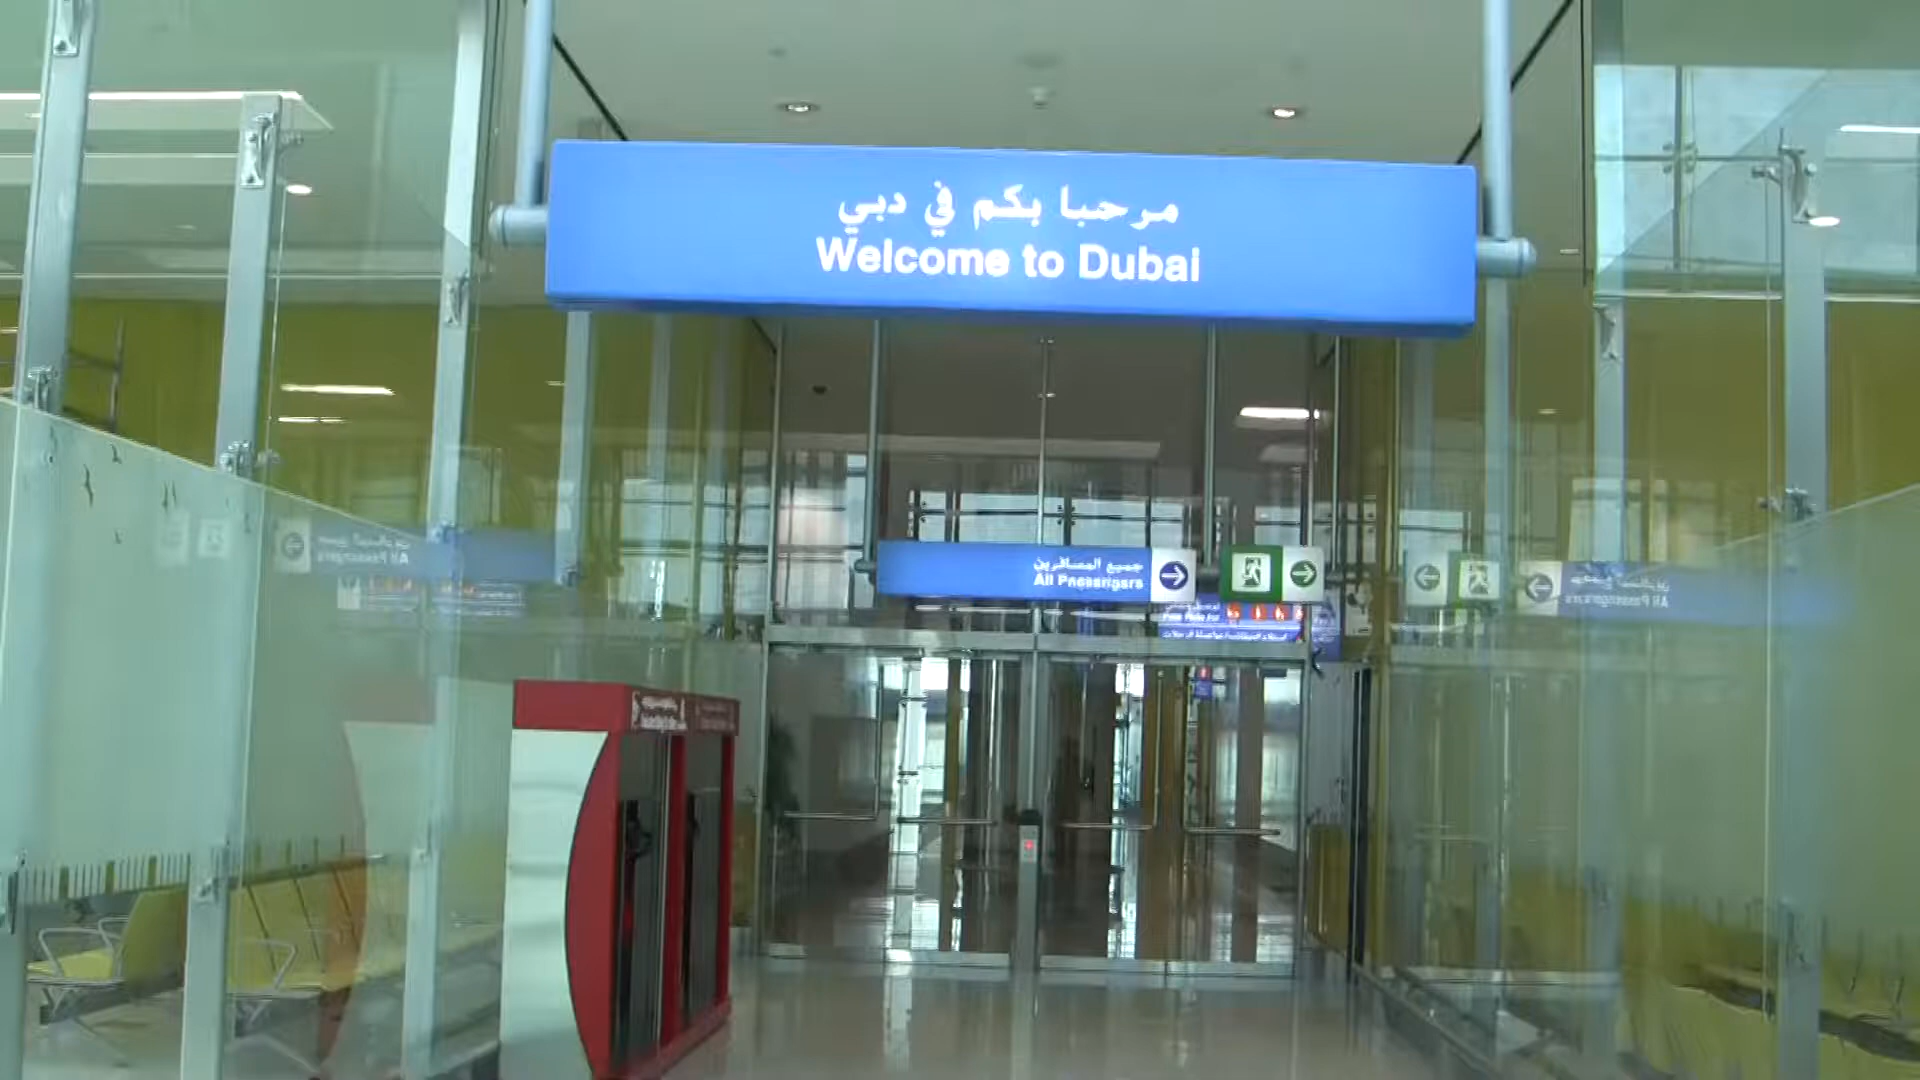 مرحبا بكم في دبي
Welcome to Dubai
جميع المسافرين
All Passengers